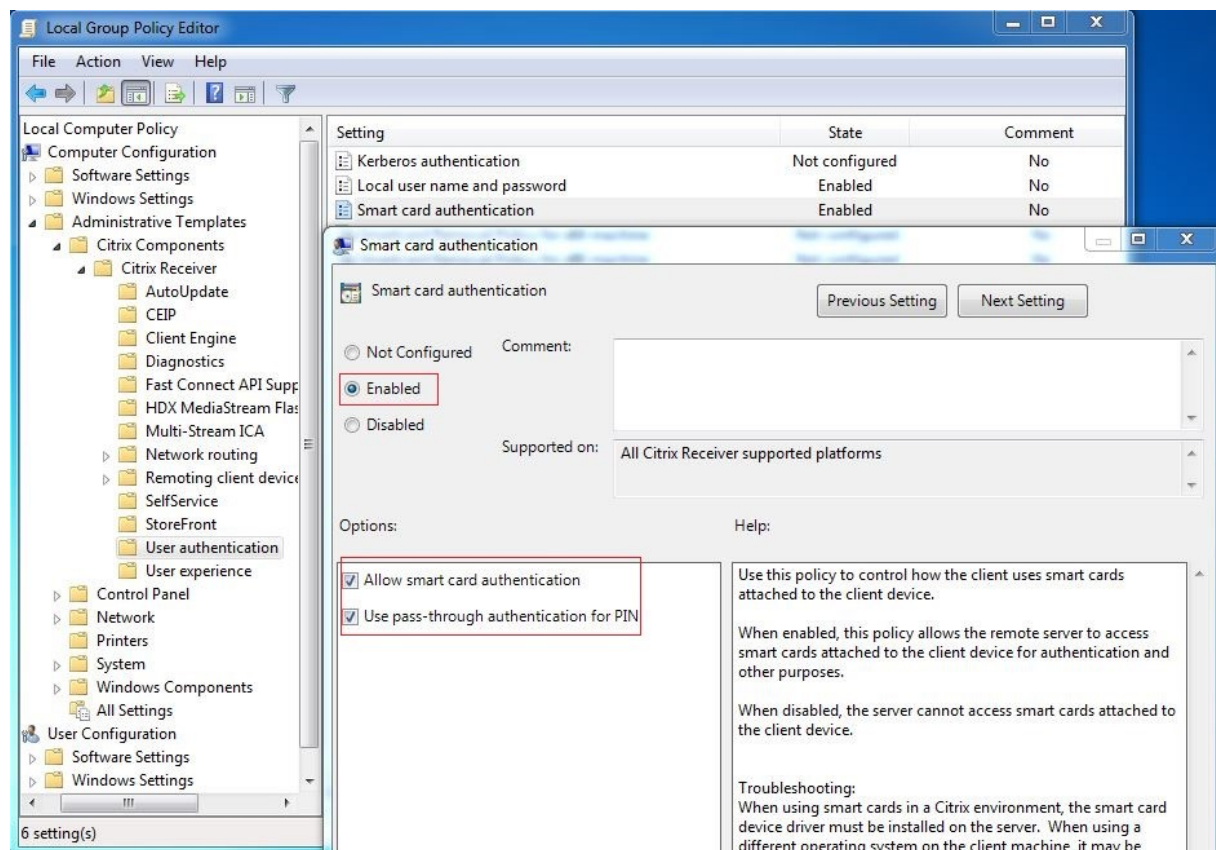 Local Group Policy Editor
File Action View Help
Local Computer Policy
Computer Configuration
Software Settings
Windows Settings
Administrative Templates
Citrix Components
Citrix Receiver
AutoUpdate
CEIP
Client Engine
Diagnostics
Fast Connect API Supp
HDX MediaStream Flas
Multi-Stream ICA
Network routing
Remoting client device
SelfService
StoreFront
User authentication
User experience
Control Panel
Network
Printers
System
Windows Components
All Settings
User Configuration
Software Settings
Windows Settings
6 setting(s)
Setting State Comment
Kerberos authentication Not configured No
Local user name and password Enabled No
Smart card authentication Enabled No
Smart card authentication
Smart card authentication
Previous Setting Next Setting
Not Configured Comment:
Enabled
Disabled
Supported on: All Citrix Receiver supported platforms
Options:
Allow smart card authentication
Use pass-through authentication for PIN
Help:
Use this policy to control how the client uses smart cards
attached to the client device.
When enabled, this policy allows the remote server to access
smart cards attached to the client device for authentication and
other purposes.
When disabled, the server cannot access smart cards attached to
the client device.
Troubleshooting:
When using smart cards in a Citrix environment, the smart card
device driver must be installed on the server. When using a
different operating system on the client machine, it may be